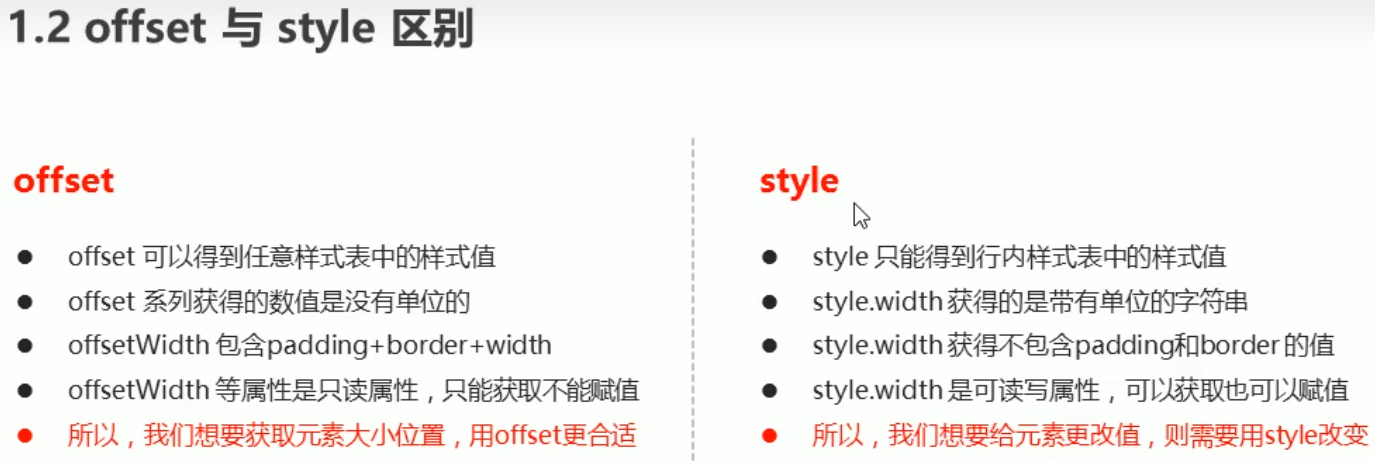 1.2 offset 与 style 区别
offset
● offset 可以得到任意样式表中的样式值
● offset 系列获得的数值是没有单位的
● offsetWidth 包含padding+border+width
● offsetWidth 等属性是只读属性，只能获取不能赋值
● 所以，我们想要获取元素大小位置，用offset更合适
style
● style 只能得到行内样式表中的样式值
● style.width 获得的是带有单位的字符串
● style.width 获得不包含padding和border 的值
● style.width 是可读写属性，可以获取也可以赋值
● 所以，我们想要给元素更改值，则需要用style改变